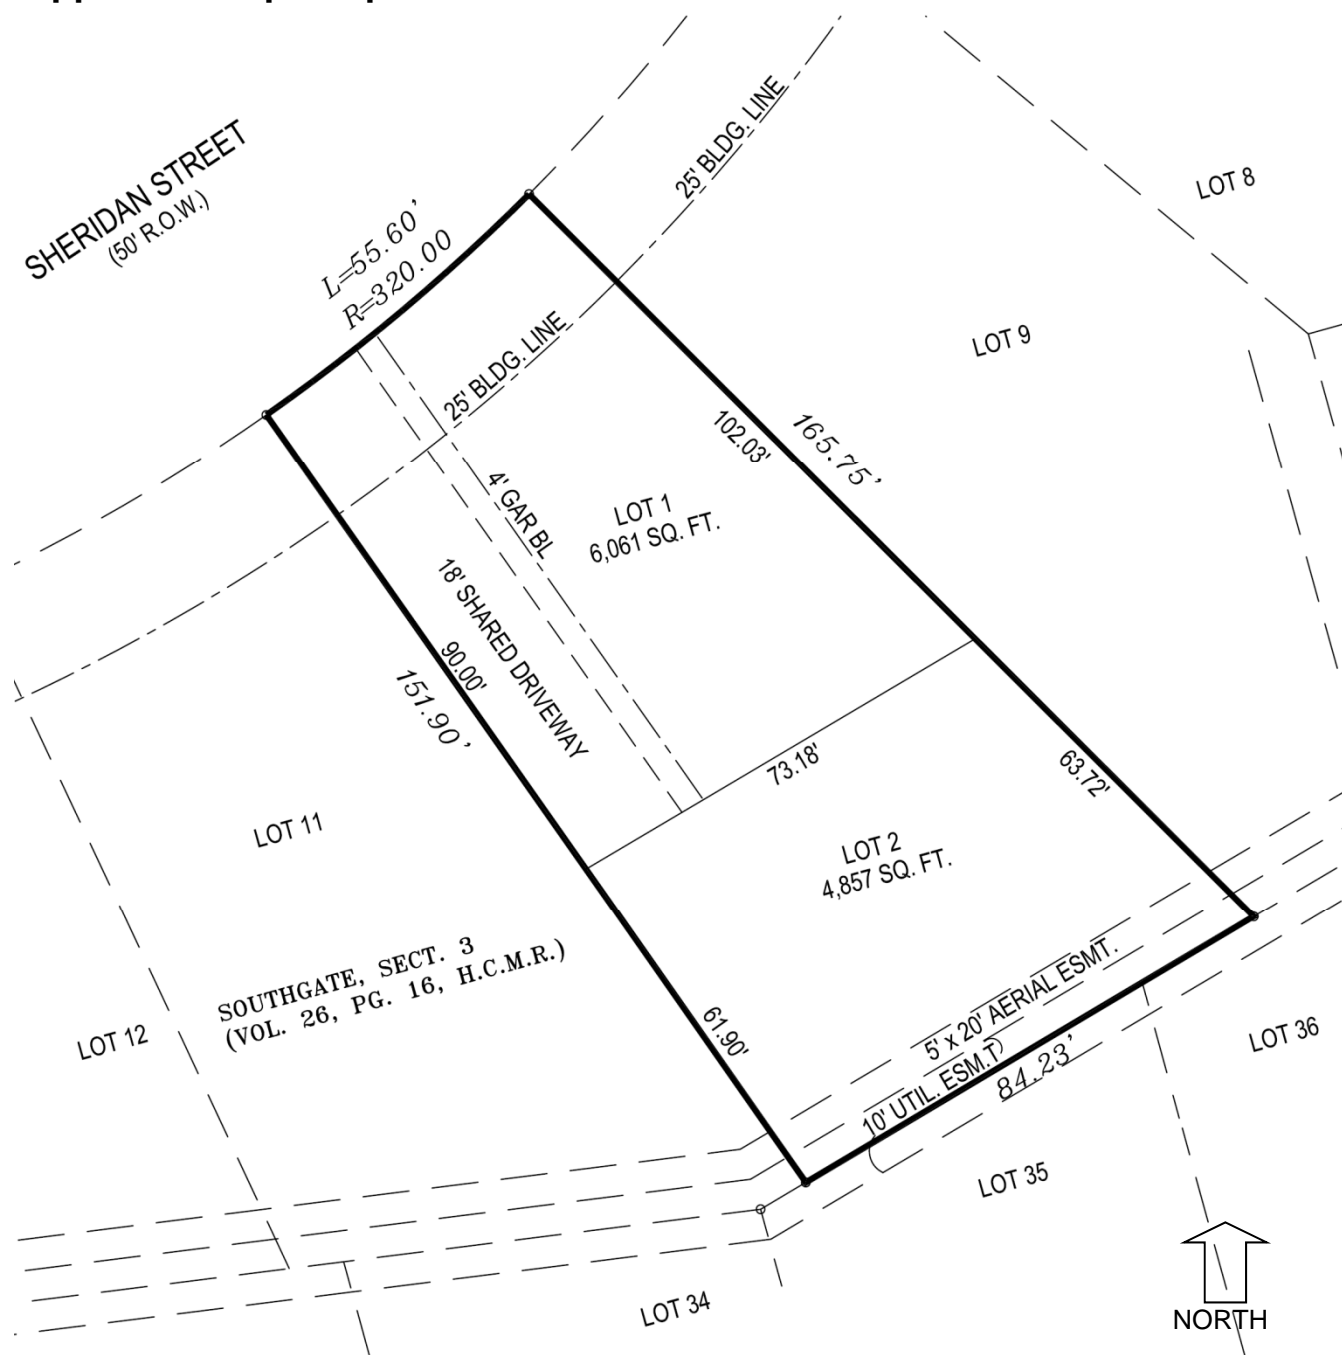 25' BLDG. LINE
LOT 8
SHERIDAN STREET
(50' R.O.W.)
L=55.60'
R=320.00
LOT 9
25' BLDG. LINE
102.03'
165.75'
4' GAR BL
LOT 1
6,061 SQ. FT.
18' SHARED DRIVEWAY
90.00'
151.90'
73.18'
63.72'
LOT 11
LOT 2
4,857 SQ. FT.
SOUTHGATE, SECT. 3
(VOL. 26, PG. 16, H.C.M.R.)
LOT 12
61.90'
5' x 20' AERIAL ESMT.
10' UTIL. ESM.T
84.23'
LOT 36
LOT 35
LOT 34
NORTH